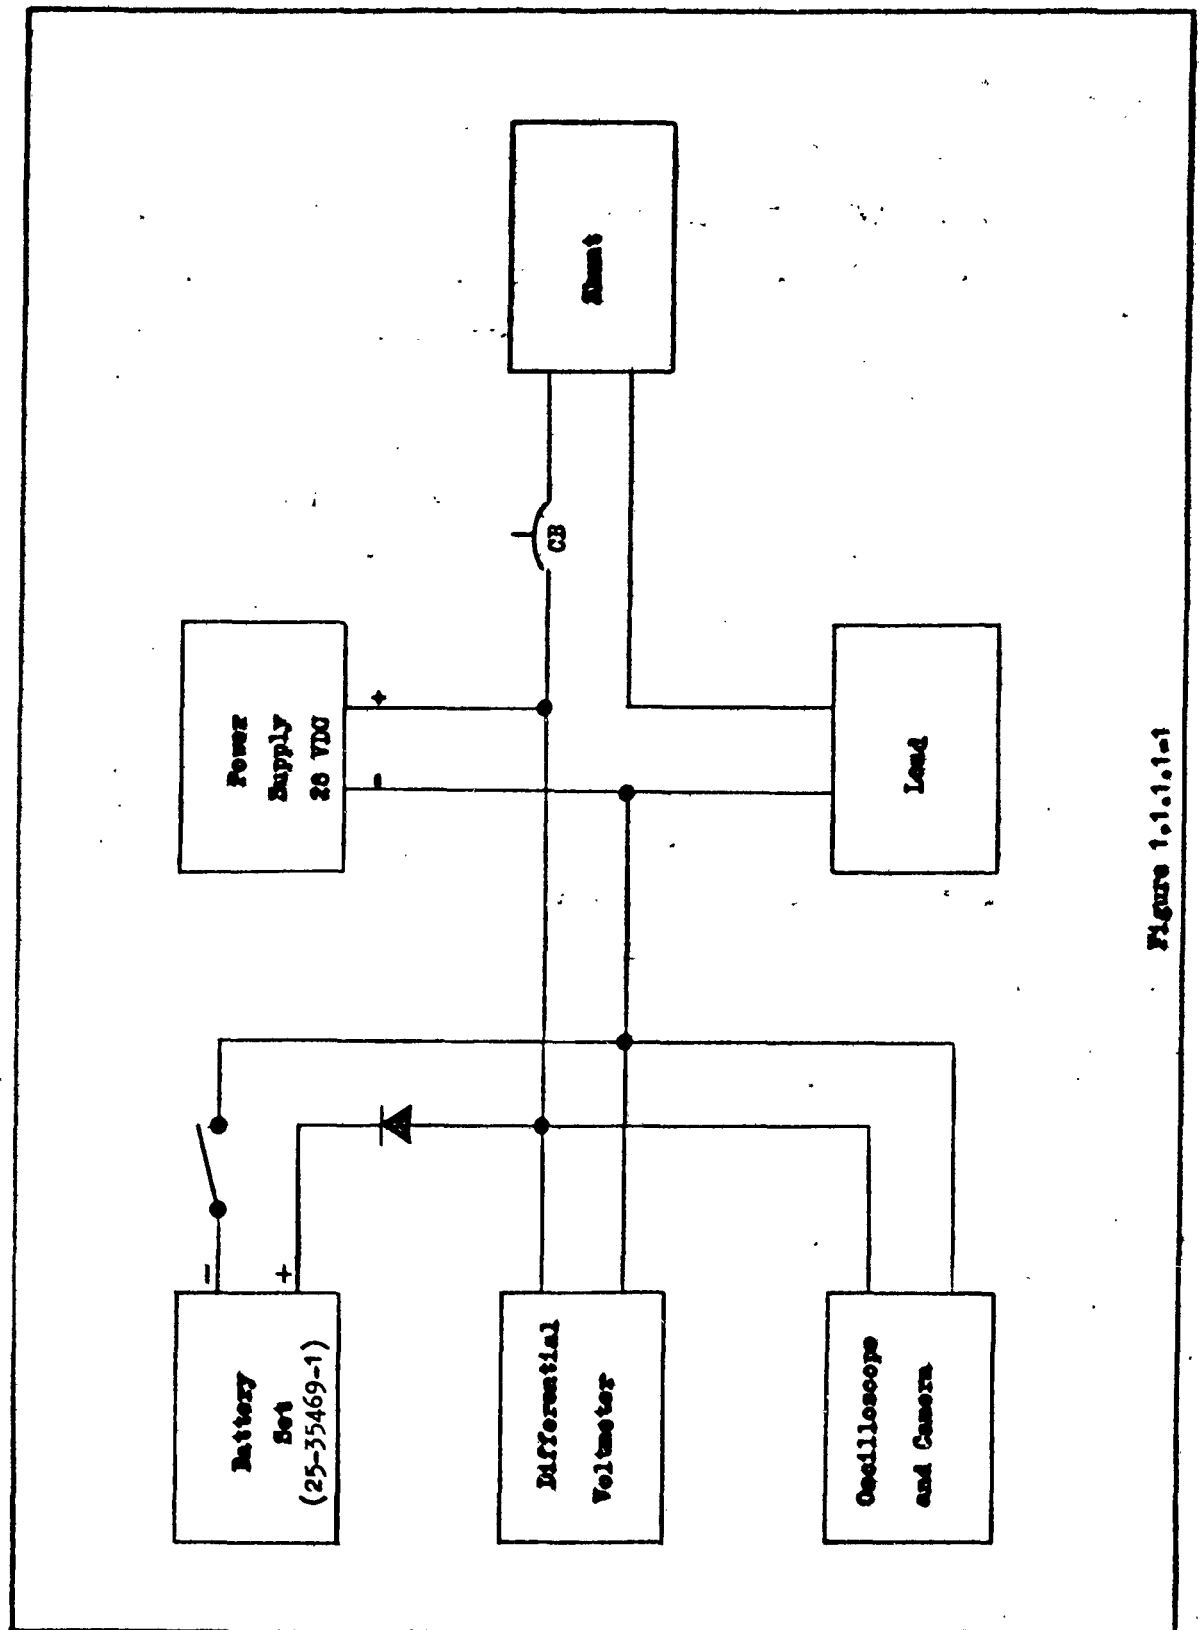 Battery
Set
(25-35469-1)
-
+
Differential
Voltmeter
Oscilloscope
and Camera
Power
Supply
28 VDC
-
+
Load
CB
Shunt
Figure 1.1.1.1-1